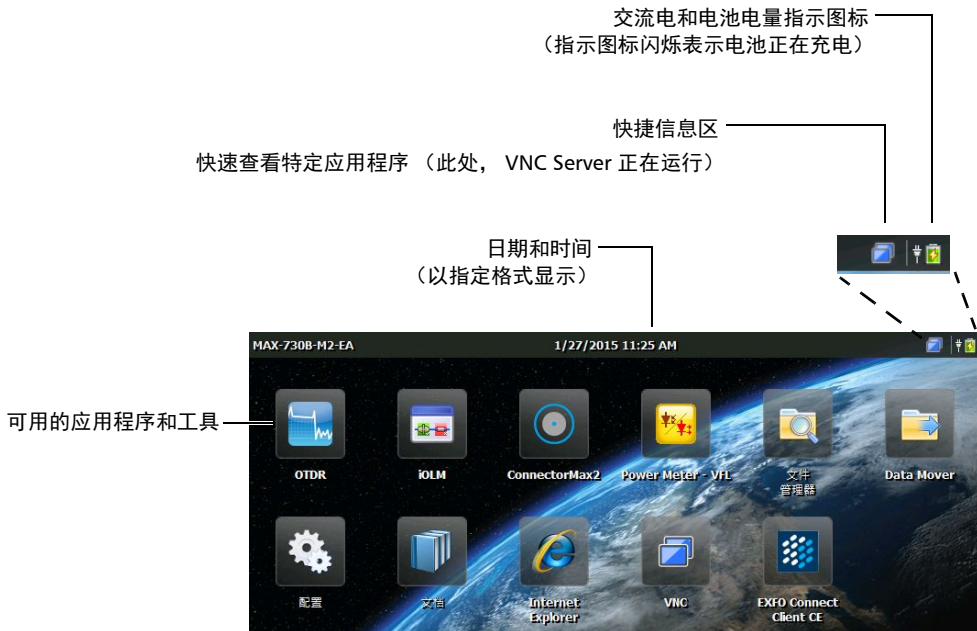 交流电和电池电量指示图标
（指示图标闪烁表示电池正在充电）
快捷信息区
快速查看特定应用程序 （此处， VNC Server 正在运行）
日期和时间
（以指定格式显示）
MAX-730B-M2-EA
1/27/2015 11:25 AM
可用的应用程序和工具
OTDR
iOLM
ConnectorMax2
Power Meter - VFL
文件
管理器
Data Mover
配置
文档
Internet
Explorer
VNC
EXFO Connect
Client CE